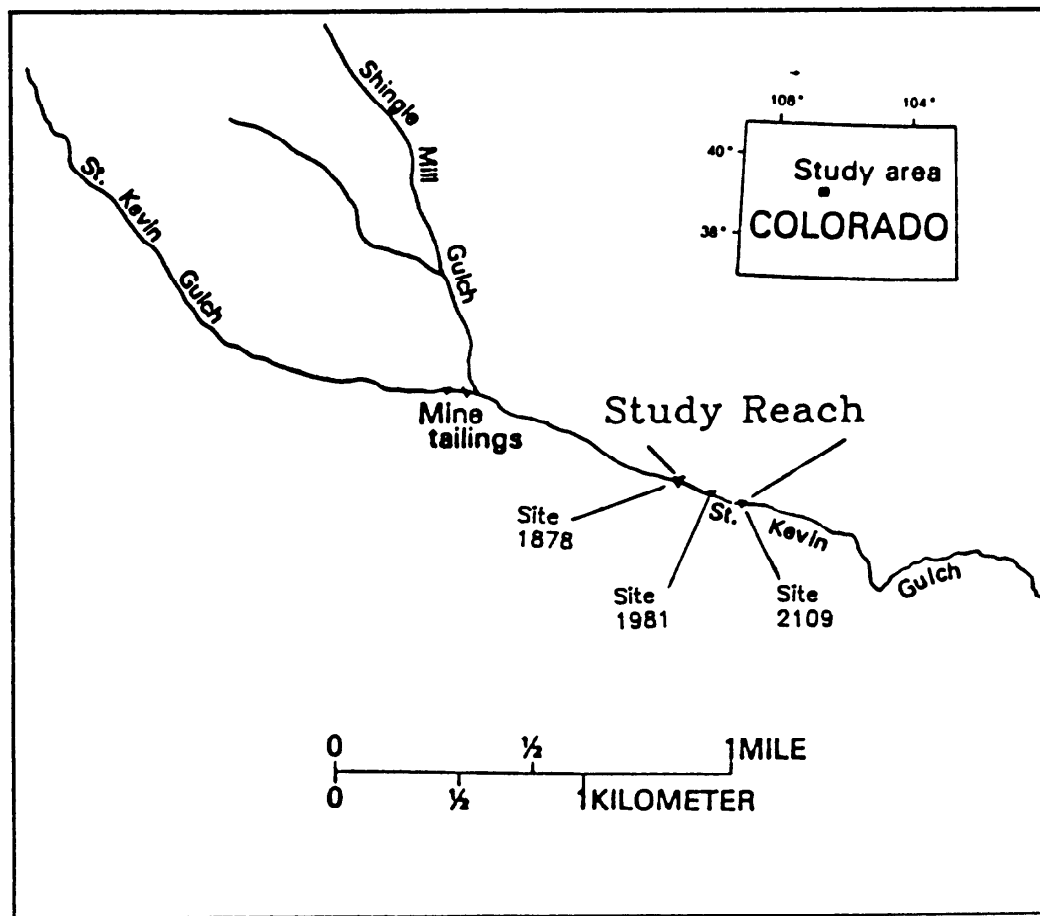 Shingle Mill Gulch
St. Kevin Gulch
108° 104°
40°
Study area
38°
COLORADO
Mine
tailings
Study Reach
Site
1878
Site
1981
Site
2109
St. Kevin Gulch
0 ½ 1 MILE
0 ½ 1 KILOMETER